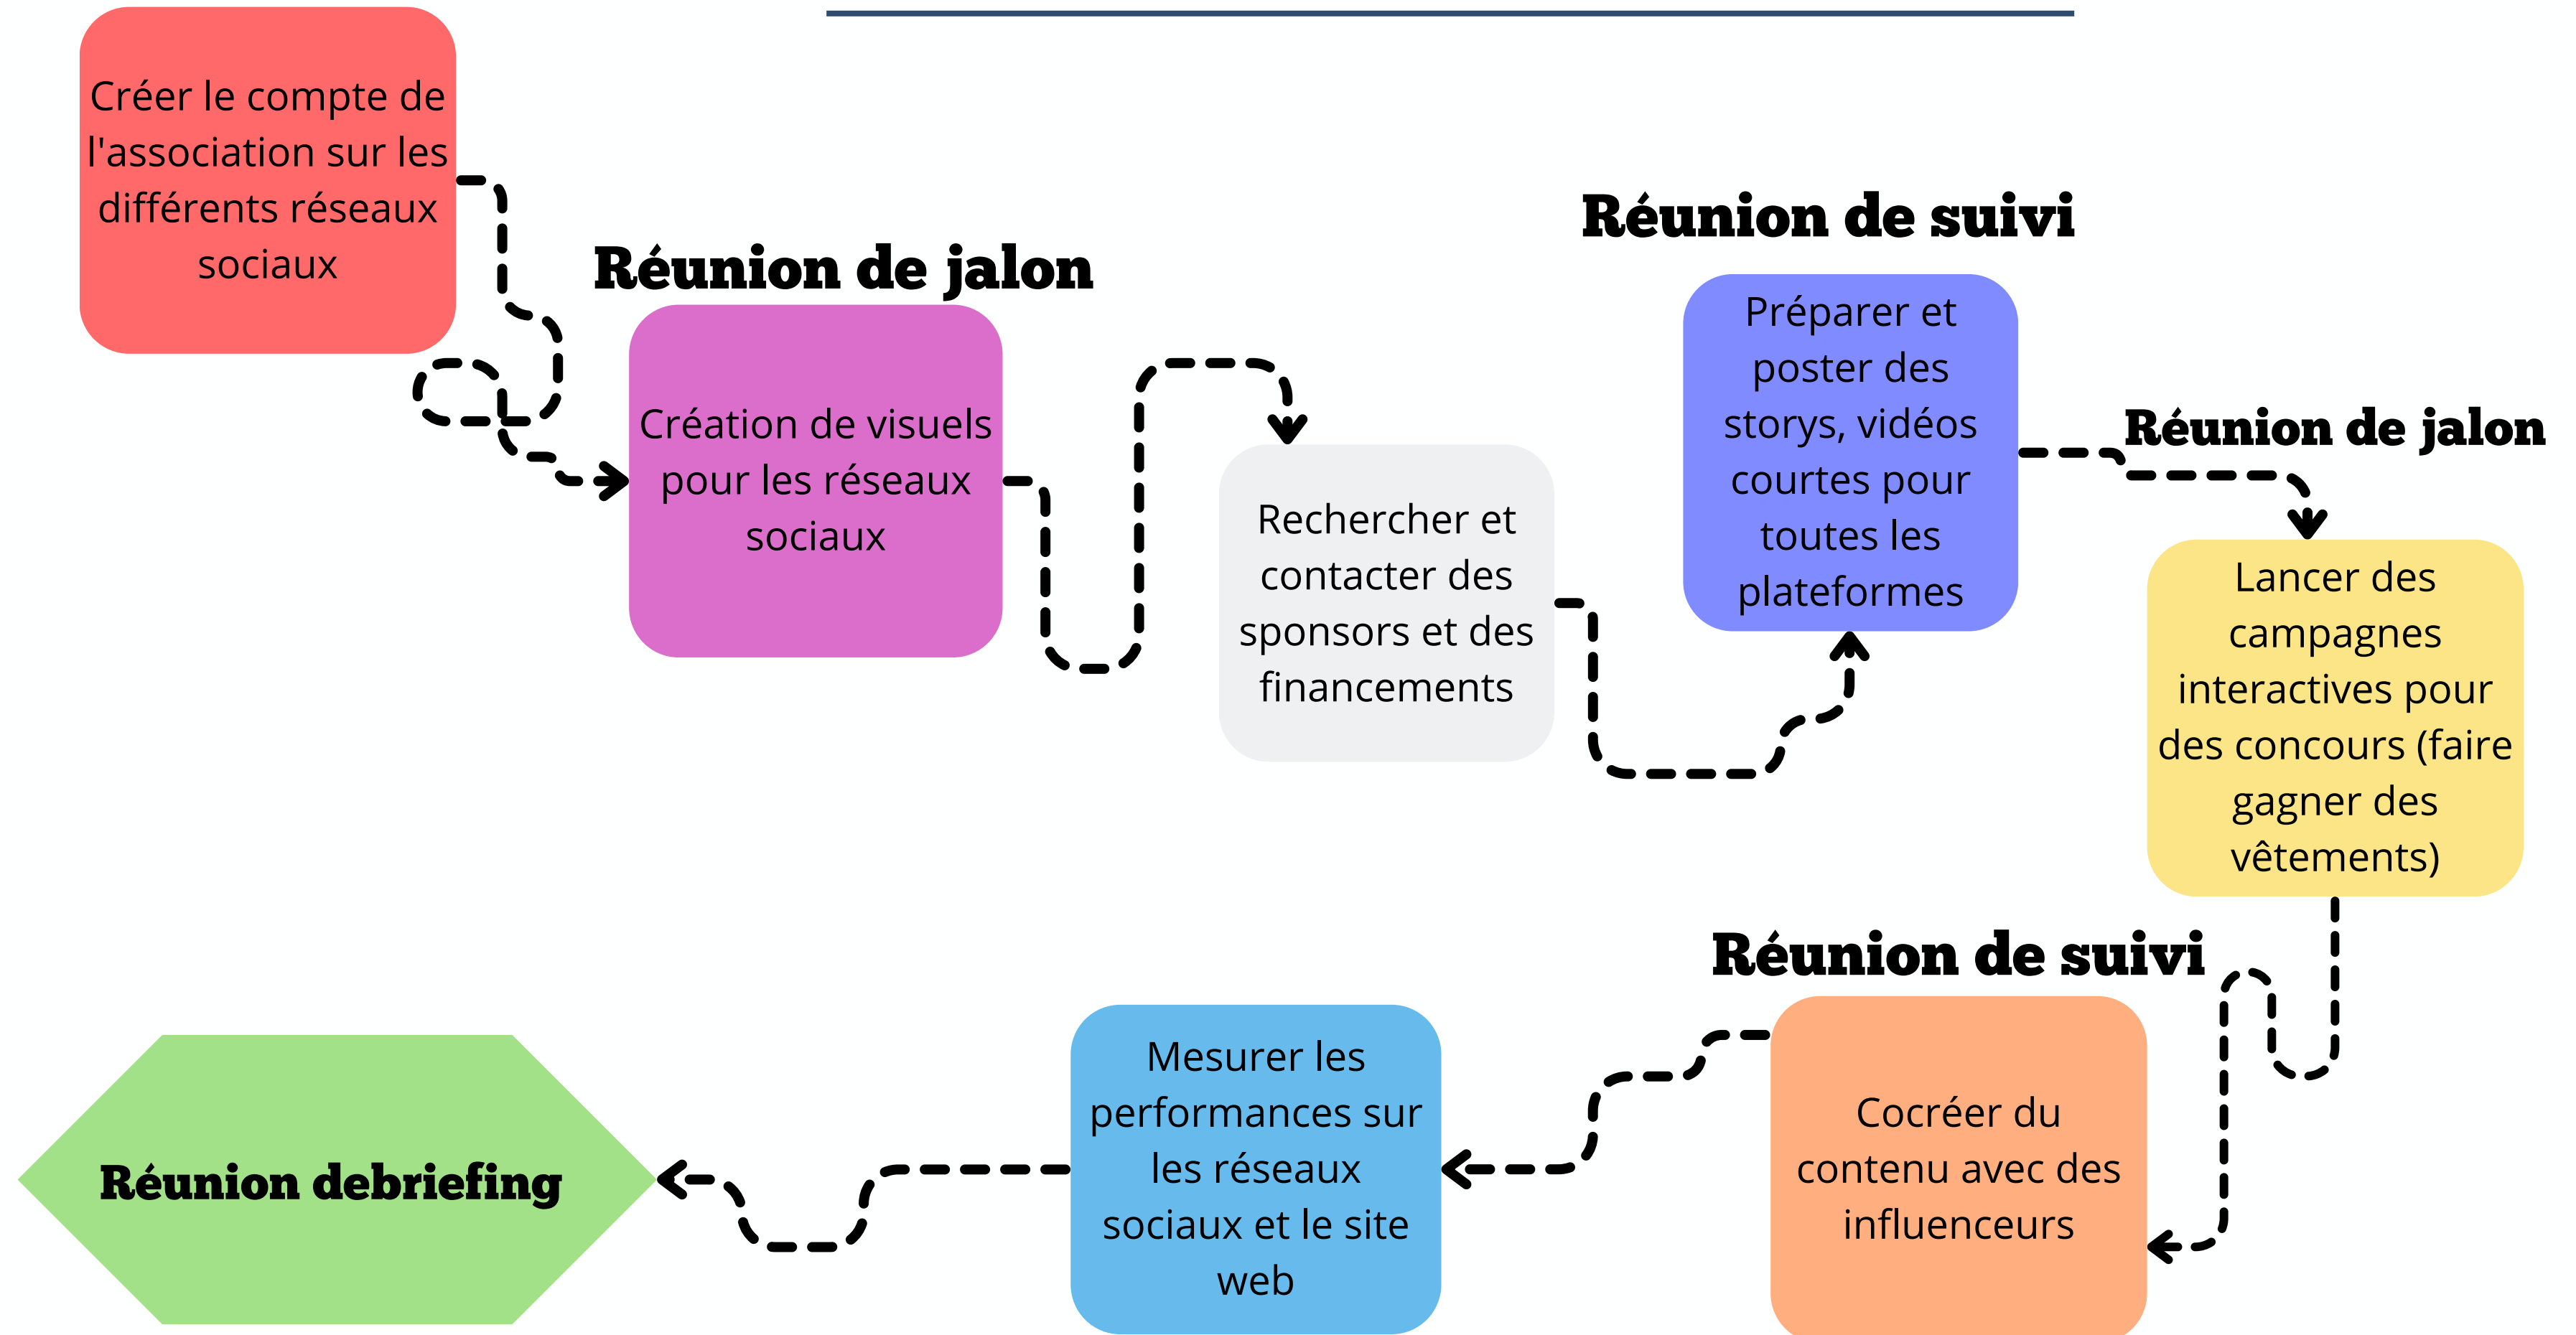 Créer le compte de
l'association sur les
différents réseaux
sociaux
Réunion de jalon
Création de visuels
pour les réseaux
sociaux
Rechercher et
contacter des
sponsors et des
financements
Réunion de suivi
Préparer et
poster des
storys, vidéos
courtes pour
toutes les
plateformes
Réunion de jalon
Lancer des
campagnes
interactives pour
des concours (faire
gagner des
vêtements)
Réunion de suivi
Cocréer du
contenu avec des
influenceurs
Mesurer les
performances sur
les réseaux
sociaux et le site
web
Réunion debriefing